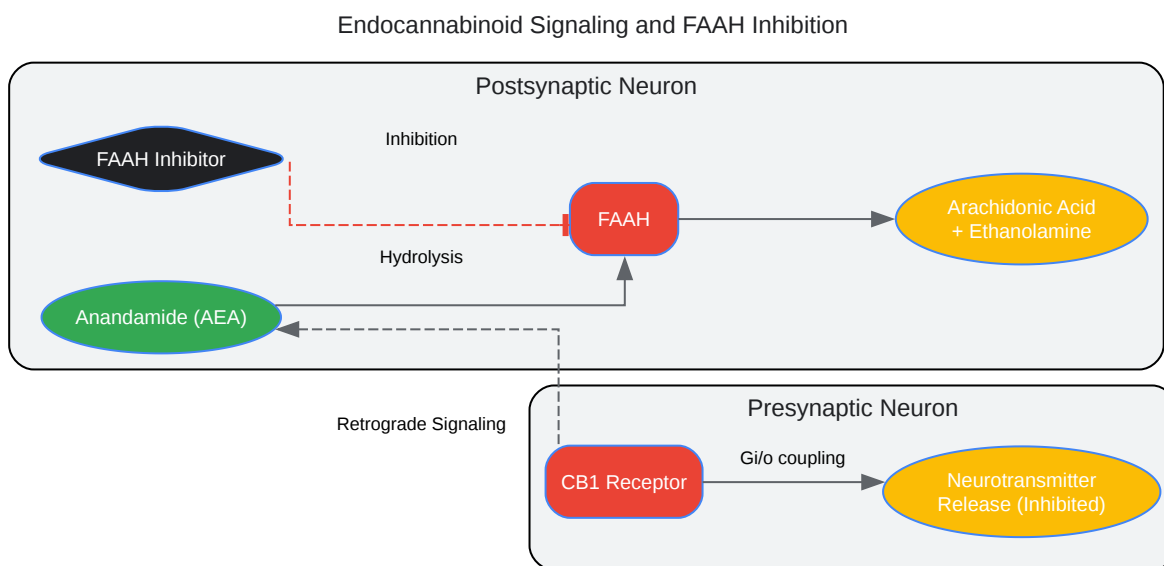 Endocannabinoid Signaling and FAAH Inhibition
Postsynaptic Neuron
Inhibition
FAAH Inhibitor
FAAH
Arachidonic Acid
+ Ethanolamine
Hydrolysis
Anandamide (AEA)
Presynaptic Neuron
Retrograde Signaling
Gi/o coupling
CB1 Receptor
Neurotransmitter
Release (Inhibited)